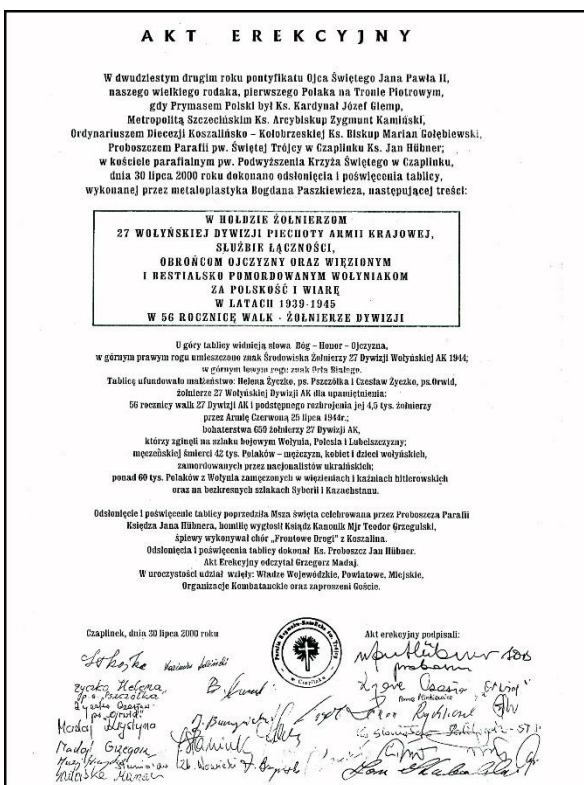 AKT EREKCYJNY
W dwudziestym drugim roku pontyfikatu Ojca Świętego Jana Pawła II,
naszego wielkiego rodaka, pierwszego Polaka na Tronie Piotrowym,
gdy Prymasem Polski był Ks. Kardynał Józef Glemp,
Metropolitą Szczecińskim Ks. Arcybiskup Zygmunt Kamiński,
Ordynariuszem Diecezji Koszalińsko – Kołobrzeskiej Ks. Biskup Marian Gołębiewski,
Proboszczem Parafii pw. Świętej Trójcy w Czaplinku Ks. Jan Hübner;
w kościele parafialnym pw. Podwyższenia Krzyża Świętego w Czaplinku,
dnia 30 lipca 2000 roku dokonano odsłonięcia i poświęcenia tablicy,
wykonanej przez metaloplastyka Bogdana Paszkiewicza, następującej treści:
W HOŁDZIE ŻOŁNIERZOM
27 WOŁYŃSKIEJ DYWIZJI PIECHOTY ARMII KRAJOWEJ,
SŁUŻBIE ŁĄCZNOŚCI,
OBROŃCOM OJCZYZNY ORAZ WIĘZIONYM
I BESTIALSKO POMORDOWANYM WOŁYNIAKOM
ZA POLSKOŚĆ I WIARĘ
W LATACH 1939-1945
W 56 ROCZNICĘ WALK - ŻOŁNIERZE DYWIZJI
U góry tablicy widnieją słowa Bóg – Honor – Ojczyzna,
w górnym prawym rogu umieszczono znak Środowiska Żołnierzy 27 Dywizji Wołyńskiej AK 1944;
w górnym lewym rogu znak Orła Białego.
Tablicę ufundowało małżeństwo: Helena Życzko, ps. Pszczółka i Czesław Życzko, ps.Orwid,
żołnierze 27 Wołyńskiej Dywizji AK dla upamiętnienia:
56 rocznicy walk 27 Dywizji AK i podstępnego rozbrojenia jej 4,5 tys. żołnierzy
przez Armię Czerwoną 25 lipca 1944r.;
bohaterstwa 659 żołnierzy 27 Dywizji AK,
którzy zginęli na szlaku bojowym Wołynia, Polesia i Lubelszczyzny;
męczeńskiej śmierci 42 tys. Polaków – mężczyzn, kobiet i dzieci wołyńskich,
zamordowanych przez nacjonalistów ukraińskich;
ponad 60 tys. Polaków z Wołynia zamęczonych w więzieniach i kaźniach hitlerowskich
oraz na bezkresnych szlakach Syberii i Kazachstanu.
Odsłonięcie i poświęcenie tablicy poprzedziła Msza święta celebrowana przez Proboszcza Parafii
Księdza Jana Hübnera, homilię wygłosił Ksiądz Kanonik Mjr Teodor Grzegulski,
śpiewy wykonywał chór „Frontowe Drogi” z Koszalina.
Odsłonięcia i poświęcenia tablicy dokonał Ks. Proboszcz Jan Hübner.
Akt Erekcyjny odczytał Grzegorz Madaj.
W uroczystości udział wzięły: Władze Wojewódzkie, Powiatowe, Miejskie,
Organizacje Kombatanckie oraz zaproszeni Goście.
Czaplinek, dnia 30 lipca 2000 roku
Akt erekcyjny podpisali:
proboszcz
Życzko Helena
ps. Pszczółka
ps. "Orwid"
Madaj Krystyna
Madaj Grzegorz